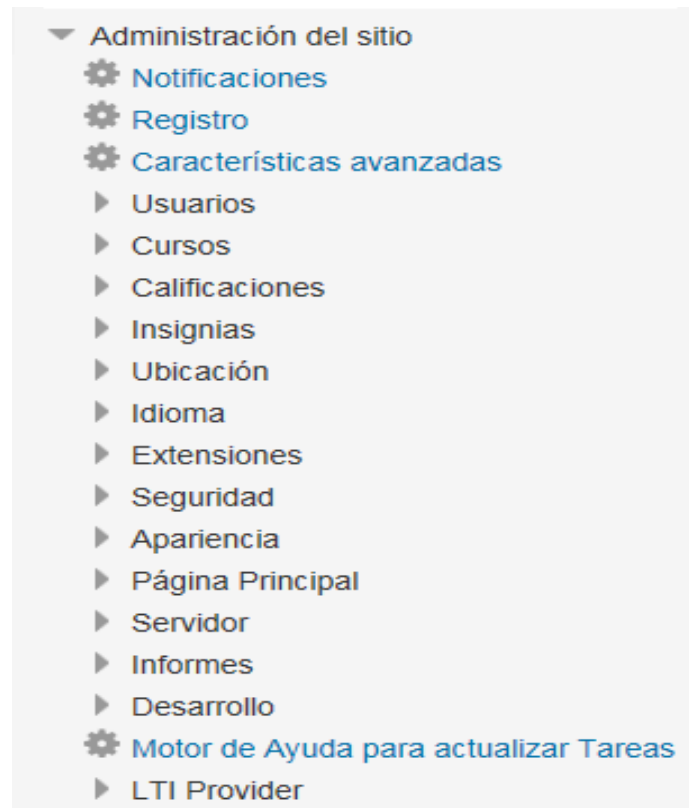 Administración del sitio
Notificaciones
Registro
Características avanzadas
Usuarios
Cursos
Calificaciones
Insignias
Ubicación
Idioma
Extensiones
Seguridad
Apariencia
Página Principal
Servidor
Informes
Desarrollo
Motor de Ayuda para actualizar Tareas
LTI Provider